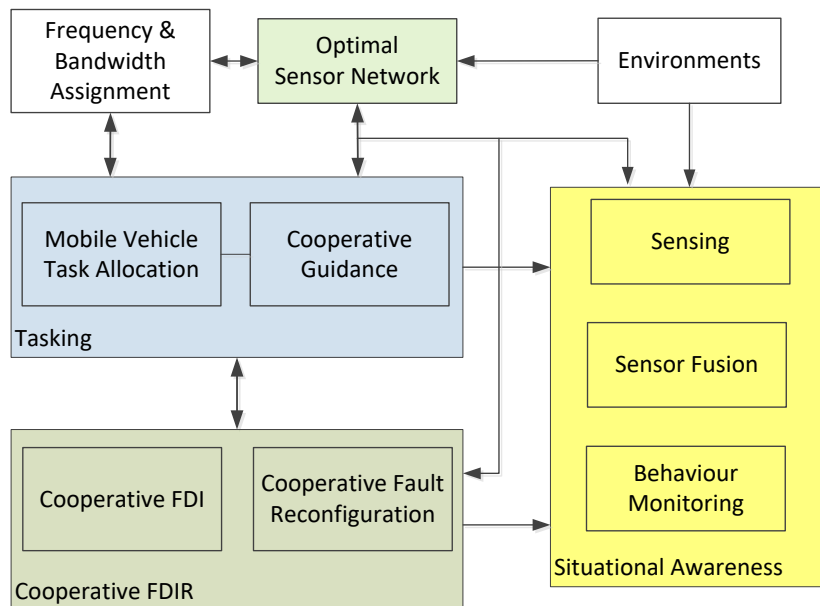 Frequency &
Bandwidth
Assignment
Optimal
Sensor Network
Environments
Mobile Vehicle
Task Allocation
Cooperative
Guidance
Tasking
Sensing
Sensor Fusion
Behaviour
Monitoring
Situational Awareness
Cooperative FDI
Cooperative Fault
Reconfiguration
Cooperative FDIR